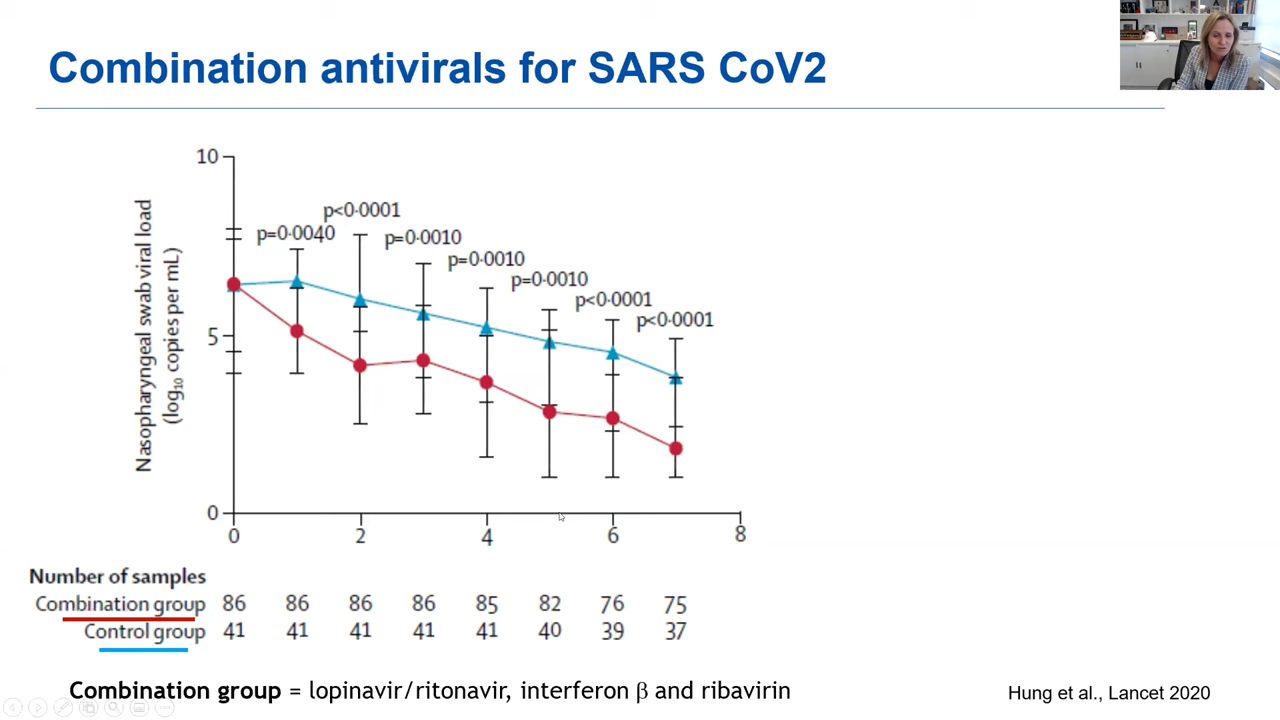 Combination antivirals for SARS CoV2
10
p<0·0001
p=0·0040
p=0·0010
p=0·0010
p=0·0010
p<0·0001
p<0·0001
5
0
Nasopharyngeal swab viral load
(log10 copies per mL)
0 2 4 6 8
Number of samples
Combination group 86 86 86 86 85 82 76 75
Control group 41 41 41 41 41 40 39 37
Combination group = lopinavir/ritonavir, interferon β and ribavirin
Hung et al., Lancet 2020